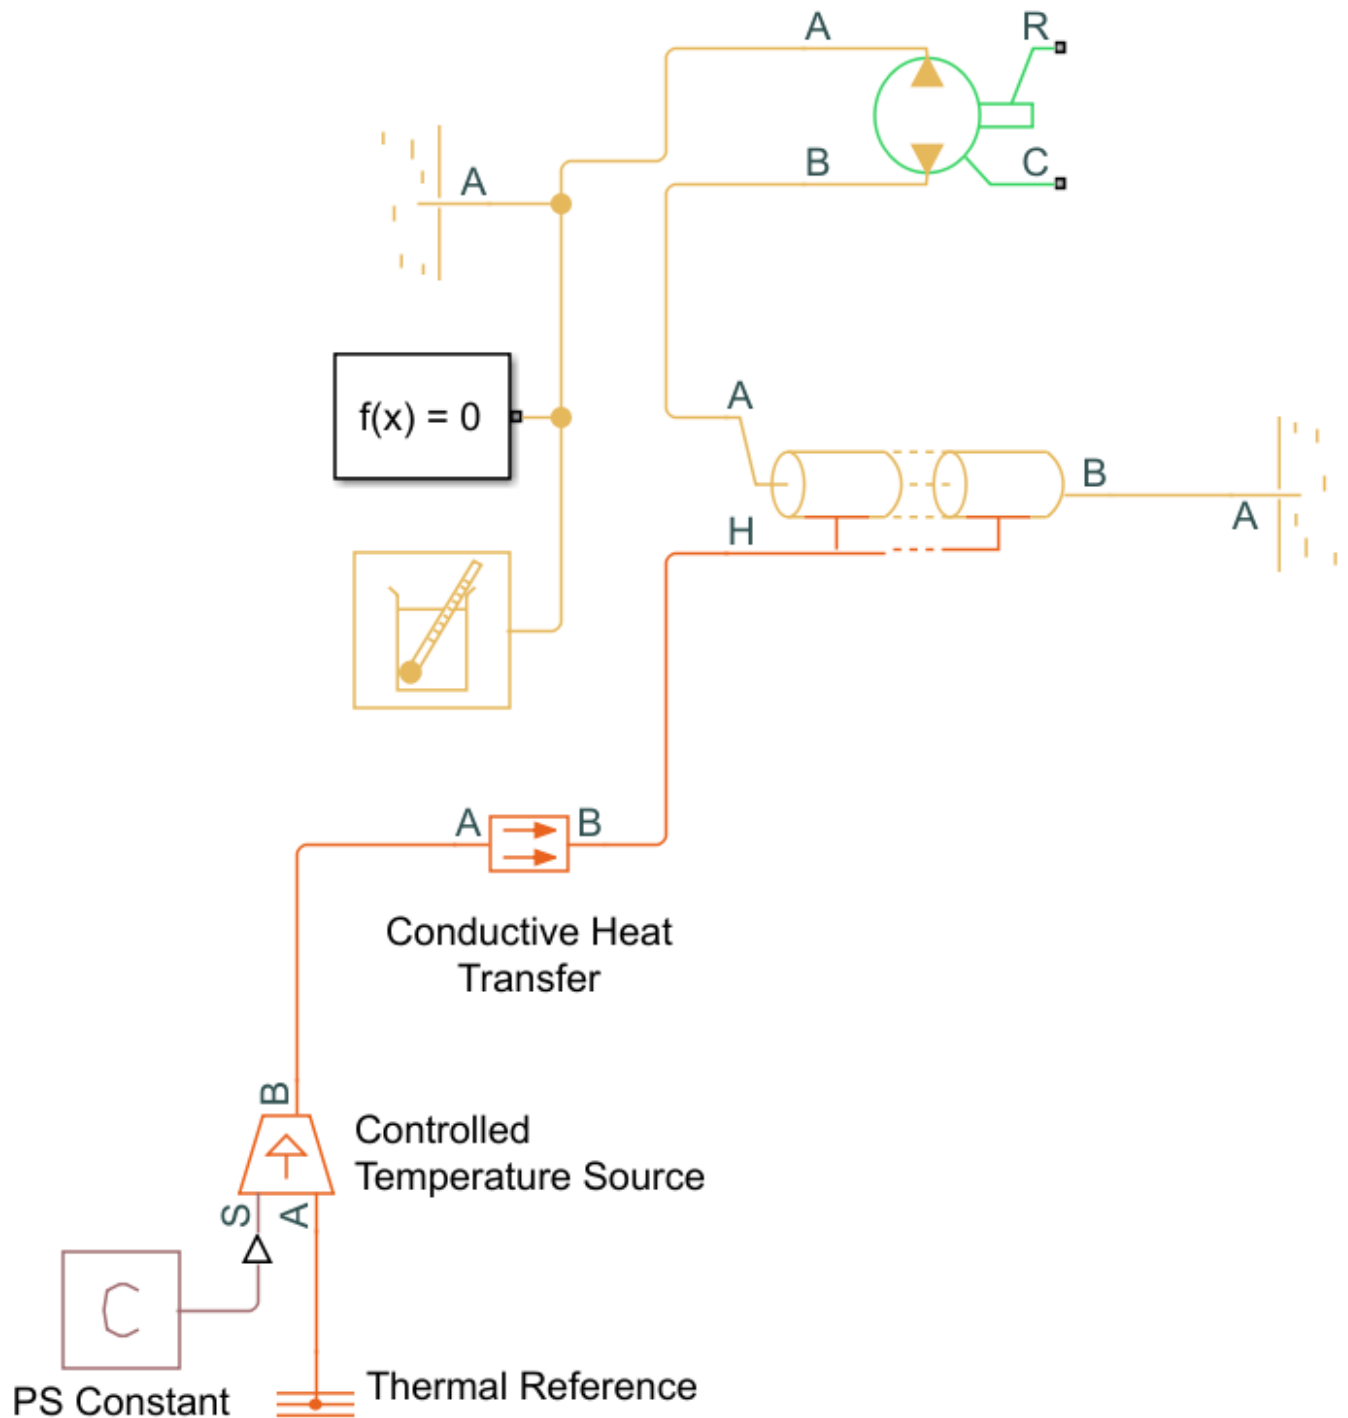 A
R
A
B
C
f(x) = 0
A
B
A
H
A
B
Conductive Heat
Transfer
B
Controlled
Temperature Source
S
A
C
PS Constant
Thermal Reference